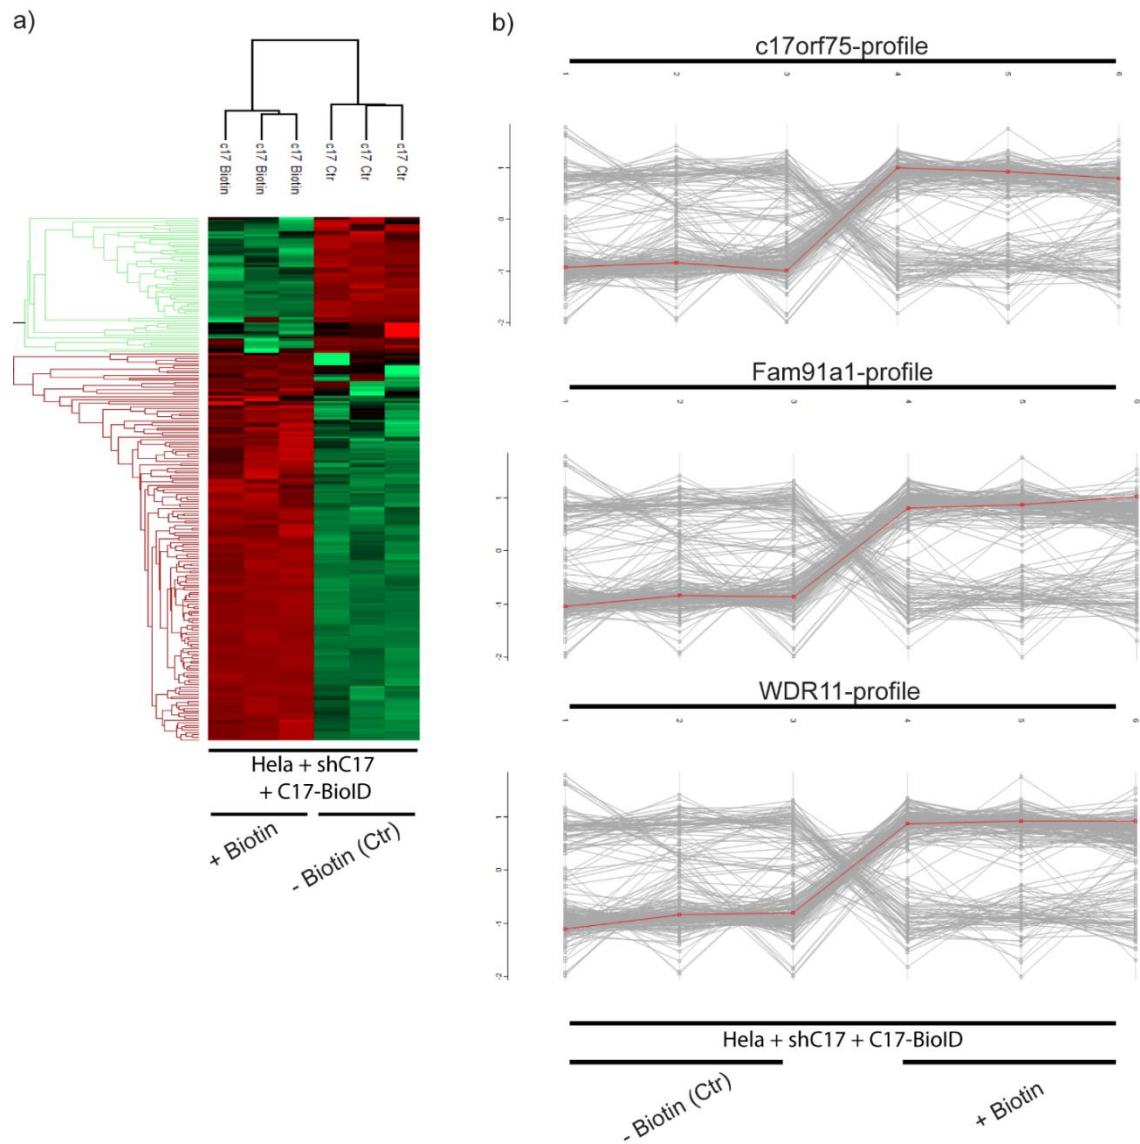 a)
c17 Biotin
c17 Biotin
c17 Biotin
c17 Ctr
c17 Ctr
c17 Ctr
Hela + shC17
+ C17-BioID
+ Biotin
- Biotin (Ctr)
b)
c17orf75-profile
1 2 3 4 5 6
1
0
-1
-2
Fam91a1-profile
1 2 3 4 5 6
1
0
-1
-2
WDR11-profile
1 2 3 4 5 6
1
0
-1
-2
Hela + shC17 + C17-BioID
- Biotin (Ctr)
+ Biotin